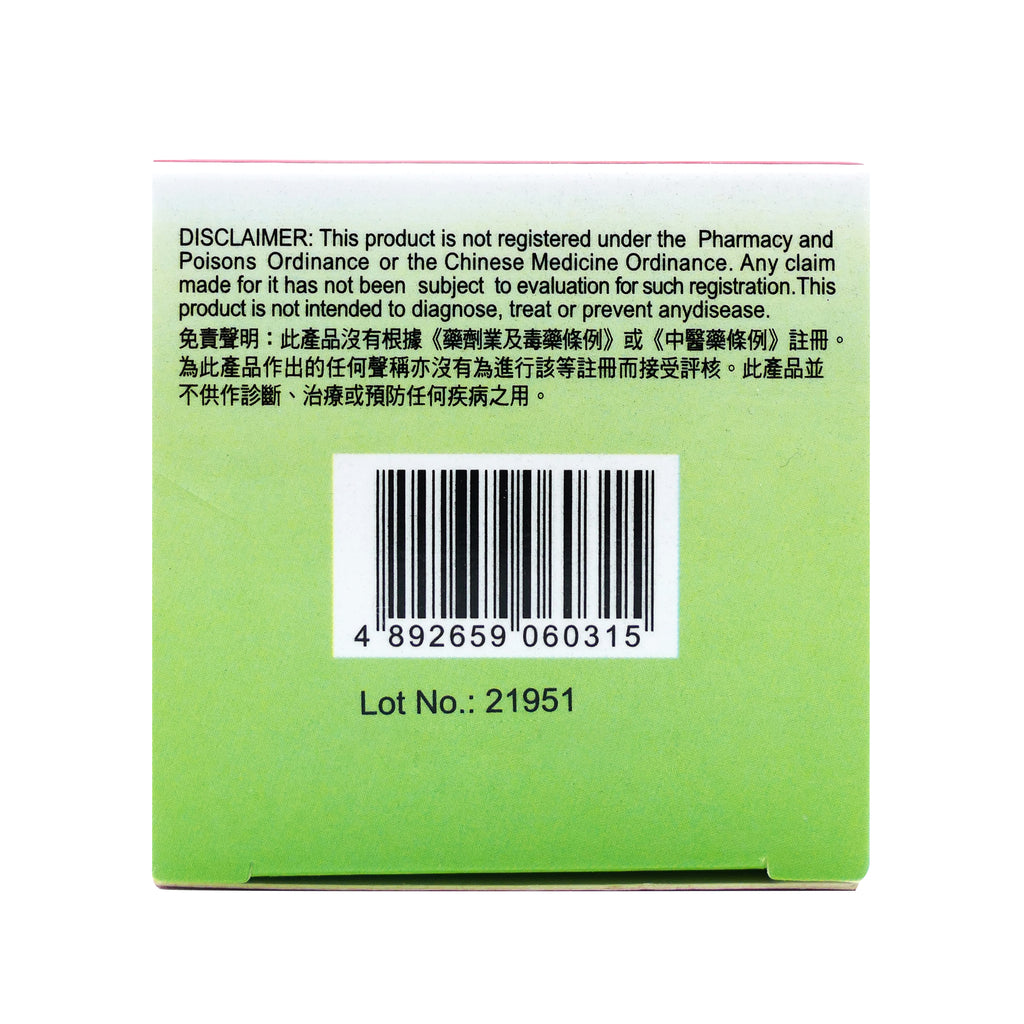 DISCLAIMER: This product is not registered under the Pharmacy and
Poisons Ordinance or the Chinese Medicine Ordinance. Any claim
made for it has not been subject to evaluation for such registration.This
product is not intended to diagnose, treat or prevent anydisease.
免責聲明：此產品沒有根據《藥劑業及毒藥條例》或《中醫藥條例》註冊。
為此產品作出的任何聲稱亦沒有為進行該等註冊而接受評核。此產品並
不供作診斷、治療或預防任何疾病之用。
4 892659 060315
Lot No.: 21951